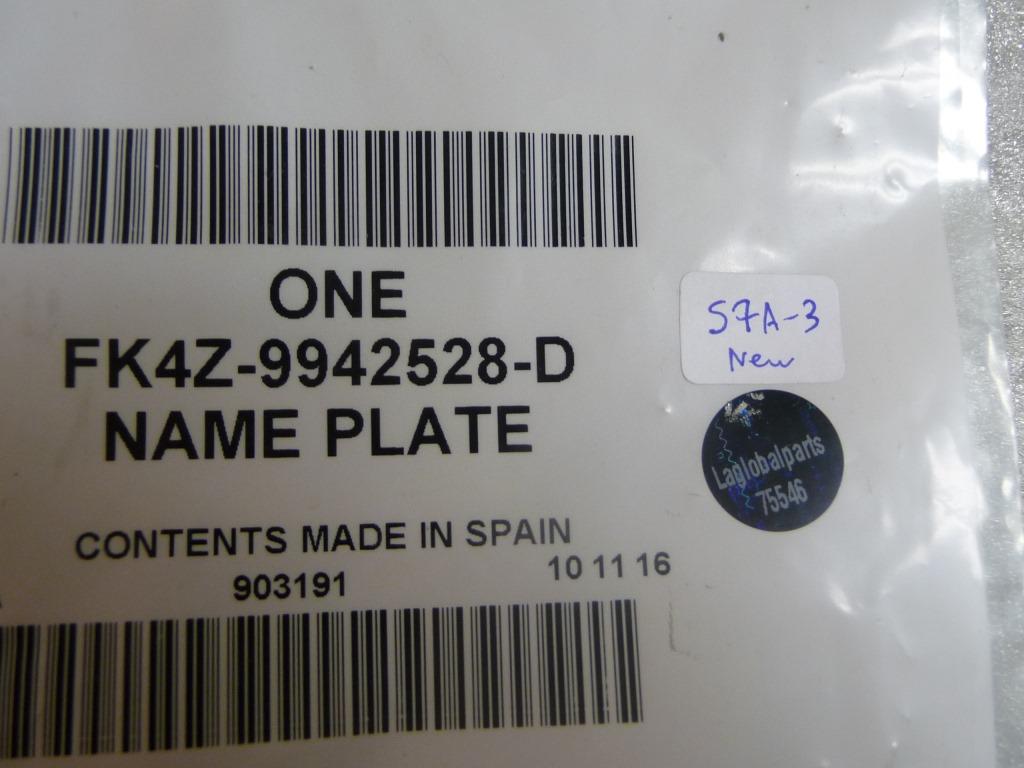 ONE
FK4Z-9942528-D
NAME PLATE
CONTENTS MADE IN SPAIN
903191
10 11 16
S7A-3
New
Laglobalparts
75546